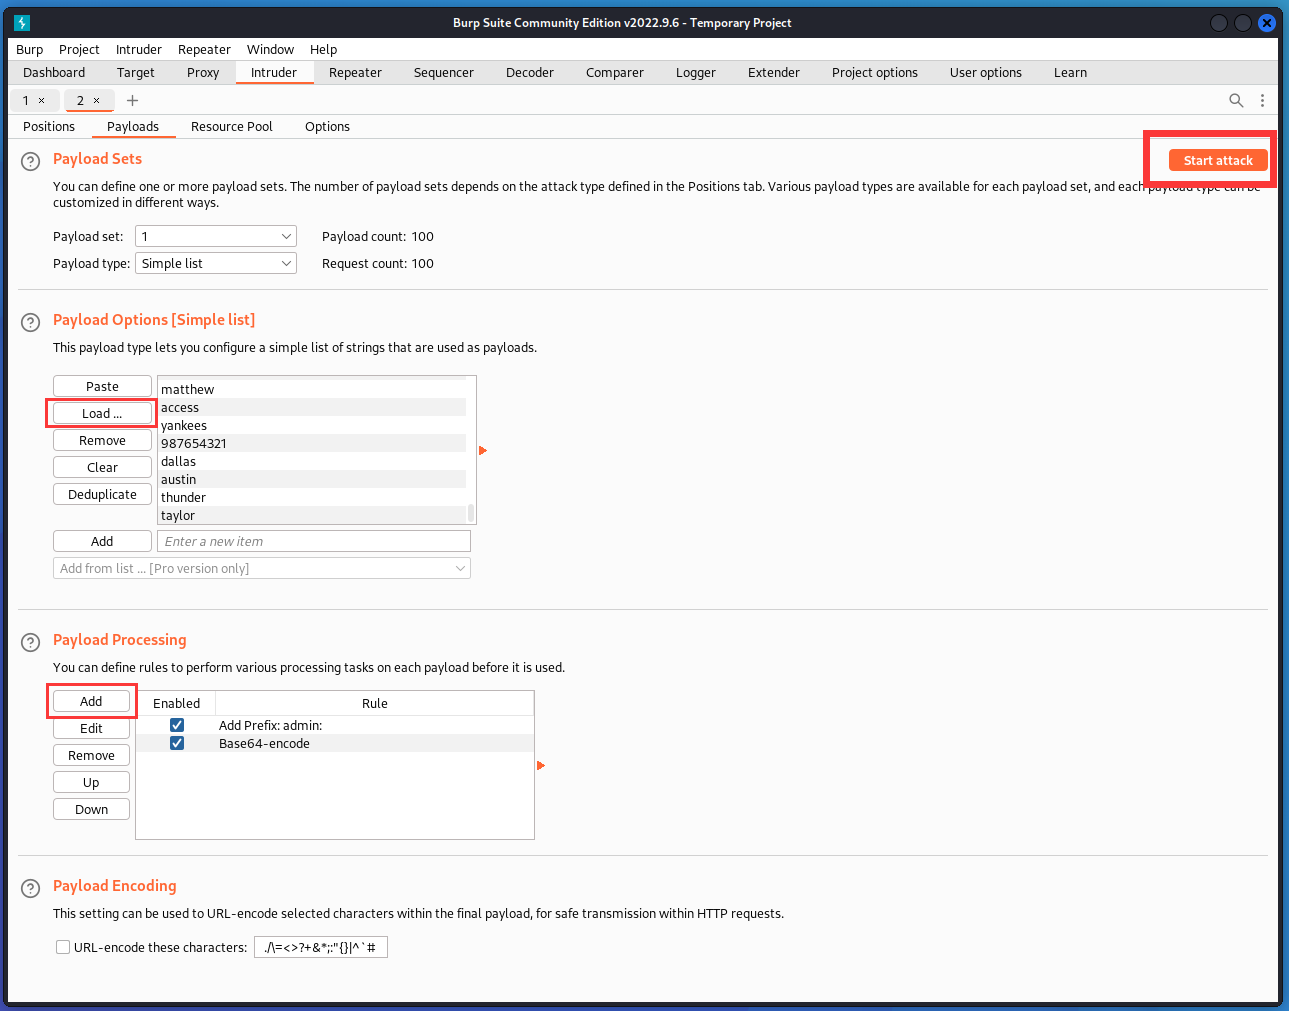 Burp Suite Community Edition v2022.9.6 - Temporary Project
Burp Project Intruder Repeater Window Help
Dashboard Target Proxy Intruder Repeater Sequencer Decoder Comparer Logger Extender Project options User options Learn
1 × 2 × +
Positions Payloads Resource Pool Options
? Payload Sets
Start attack
You can define one or more payload sets. The number of payload sets depends on the attack type defined in the Positions tab. Various payload types are available for each payload set, and each payload type can be
customized in different ways.
Payload set: 1 Payload count: 100
Payload type: Simple list Request count: 100
? Payload Options [Simple list]
This payload type lets you configure a simple list of strings that are used as payloads.
Paste
Load ...
Remove
Clear
Deduplicate
matthew
access
yankees
987654321
dallas
austin
thunder
taylor
Add Enter a new item
Add from list ... [Pro version only]
? Payload Processing
You can define rules to perform various processing tasks on each payload before it is used.
Add
Edit
Remove
Up
Down
Enabled Rule
Add Prefix: admin:
Base64-encode
? Payload Encoding
This setting can be used to URL-encode selected characters within the final payload, for safe transmission within HTTP requests.
URL-encode these characters: ./\=<>?+&*;:"{}|^`#